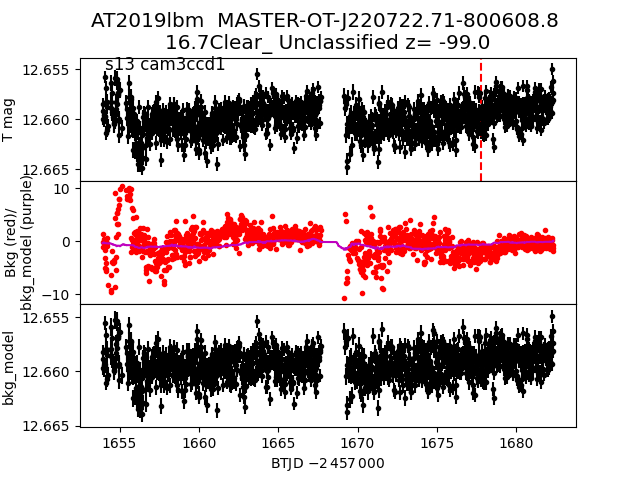 AT2019lbm MASTER-OT-J220722.71-800608.8
16.7Clear_ Unclassified z= -99.0
s13 cam3ccd1
12.655
12.660
12.665
T mag
10
0
−10
Bkg (red)/
bkg_model (purple)
12.655
12.660
12.665
bkg_model
1655 1660 1665 1670 1675 1680
BTJD −2 457 000